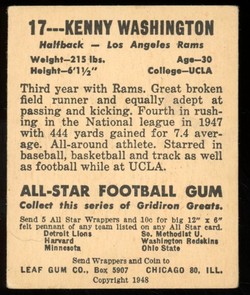 17---KENNY WASHINGTON
Halfback - Los Angeles Rams
Weight-215 lbs. Age-30
Height-6'1½" College-UCLA
Third year with Rams. Great broken
field runner and equally adept at
passing and kicking. Fourth in rush-
ing in the National league in 1947
with 444 yards gained for 7.4 aver-
age. All-around athlete. Starred in
baseball, basketball and track as well
as football while at UCLA.
ALL-STAR FOOTBALL GUM
Collect this series of Gridiron Greats.
Send 5 All Star Wrappers and 10c for big 12" x 6"
felt pennant of any team listed on any All Star card.
Detroit Lions So. Methodist U.
Harvard Washington Redskins
Minnesota Ohio State
Send Wrappers and Coin to
LEAF GUM CO., Box 5907 CHICAGO 80, ILL.
Copyright 1948